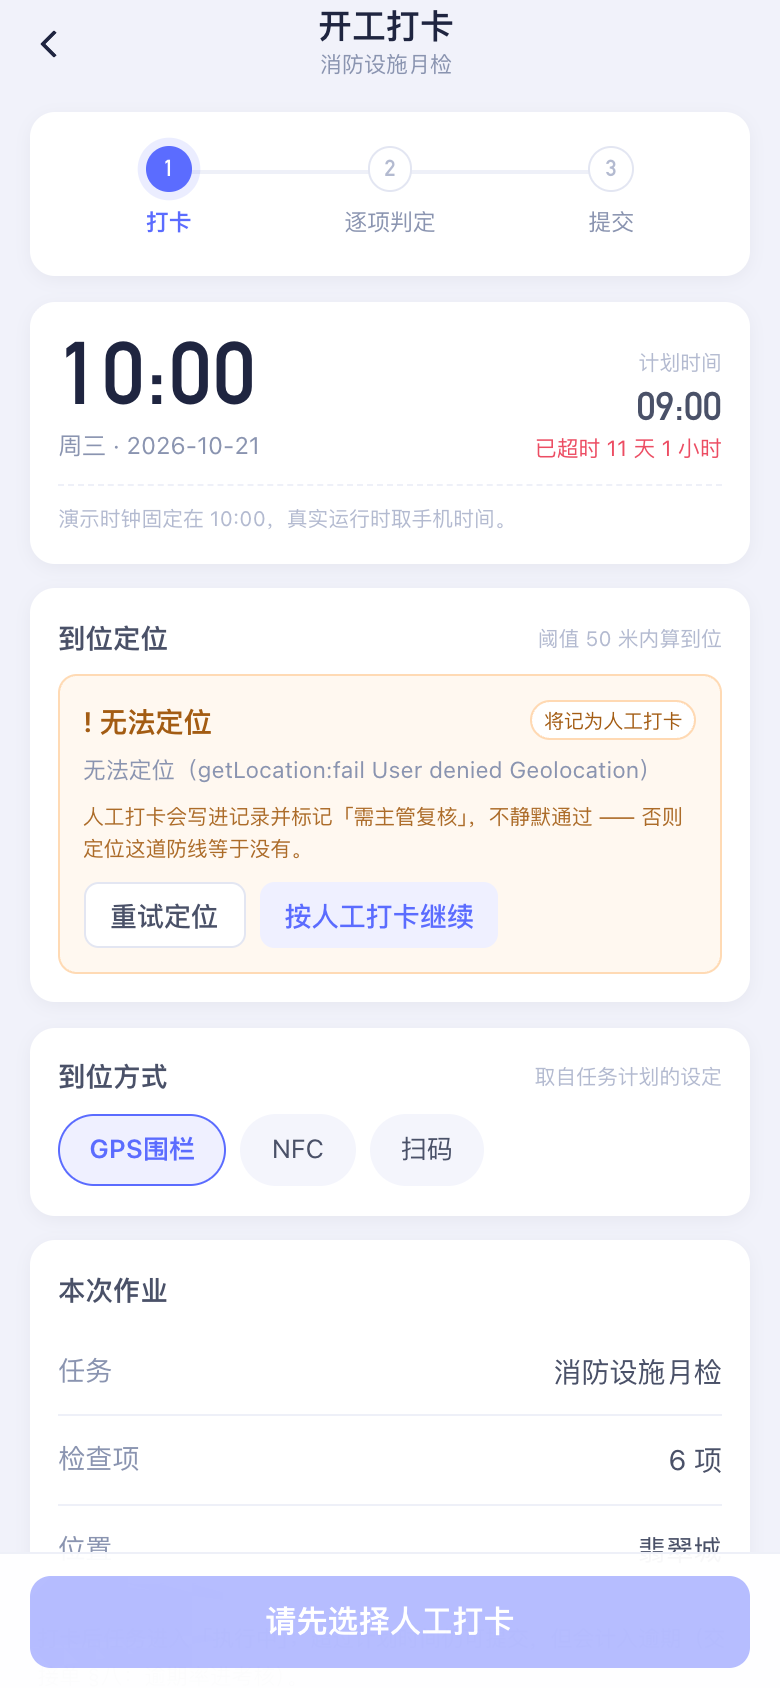 开工打卡
消防设施月检
1
2
3
打卡
逐项判定
提交
10:00
周三 · 2026-10-21
计划时间
09:00
已超时 11 天 1 小时
演示时钟固定在 10:00，真实运行时取手机时间。
到位定位
阈值 50 米内算到位
! 无法定位
将记为人工打卡
无法定位（getLocation:fail User denied Geolocation）
人工打卡会写进记录并标记「需主管复核」，不静默通过 —— 否则
定位这道防线等于没有。
重试定位
按人工打卡继续
到位方式
取自任务计划的设定
GPS围栏
NFC
扫码
本次作业
任务
消防设施月检
检查项
6 项
位置
翡翠城
请先选择人工打卡